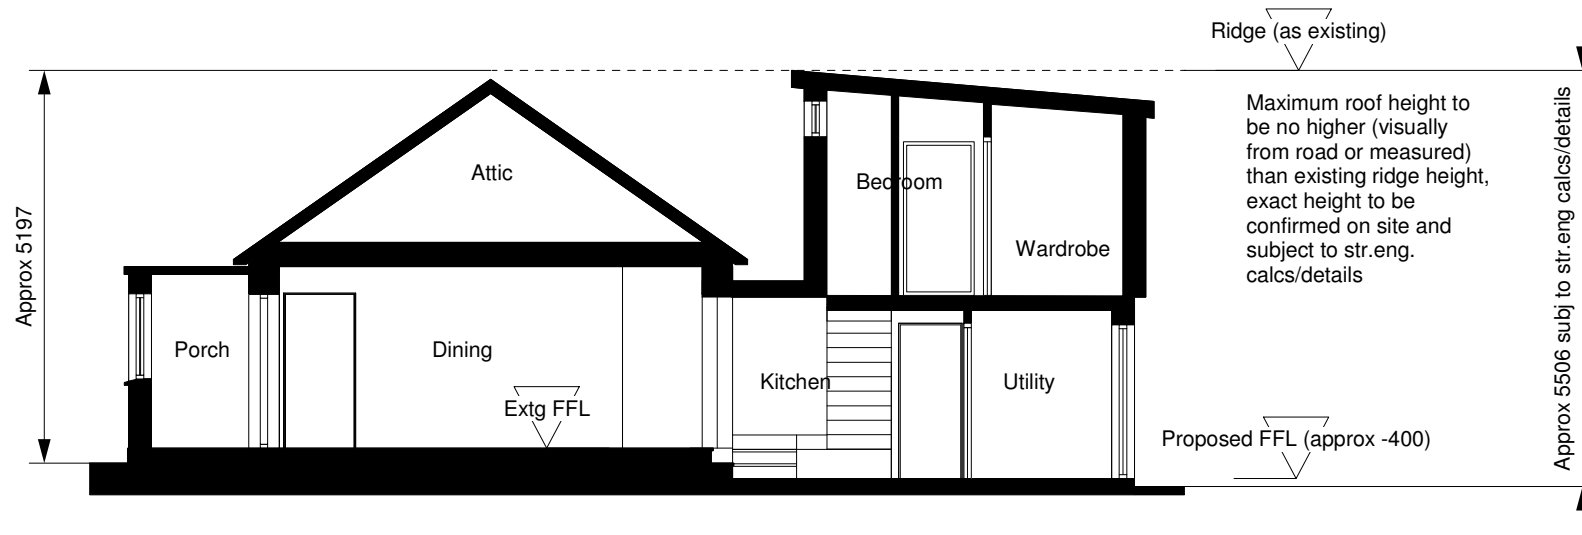 Ridge (as existing)
Maximum roof height to
be no higher (visually
from road or measured)
than existing ridge height,
exact height to be
confirmed on site and
subject to str.eng.
calcs/details
Attic
Bedroom
Wardrobe
Approx 5197
Porch
Dining
Kitchen
Utility
Extg FFL
Proposed FFL (approx -400)
Approx 5506 subj to str.eng calcs/details